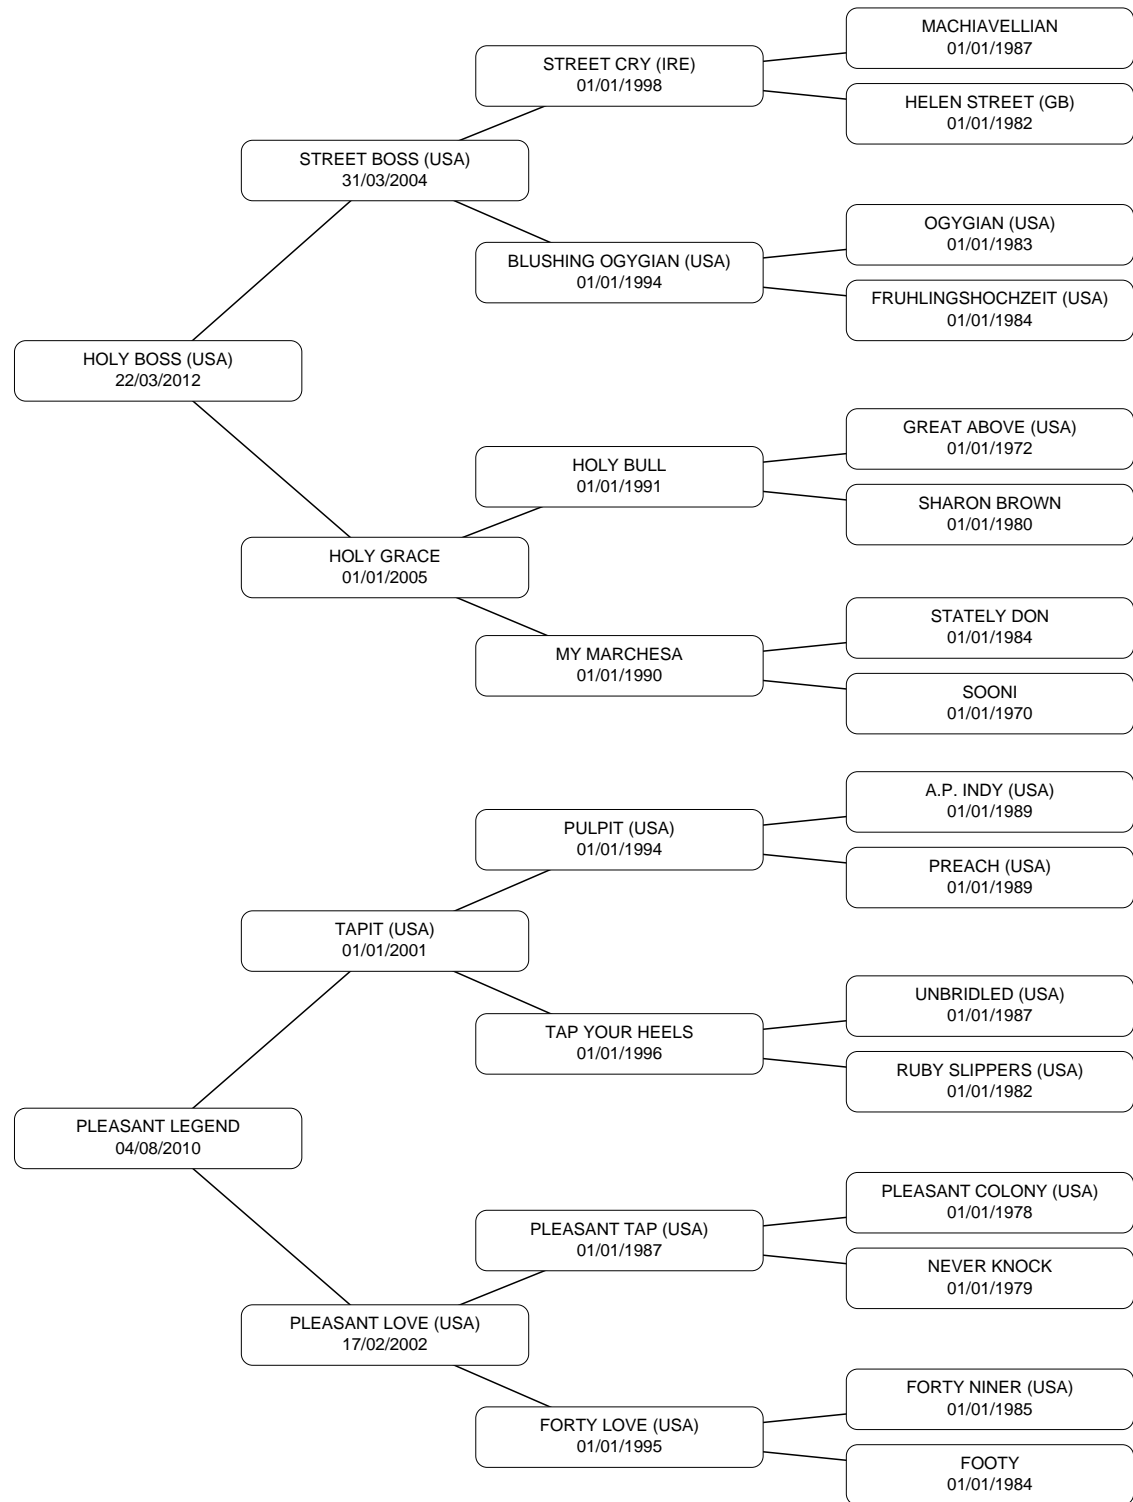 MACHIAVELLIAN
01/01/1987
STREET CRY (IRE)
01/01/1998
HELEN STREET (GB)
01/01/1982
STREET BOSS (USA)
31/03/2004
OGYGIAN (USA)
01/01/1983
BLUSHING OGYGIAN (USA)
01/01/1994
FRUHLINGSHOCHZEIT (USA)
01/01/1984
HOLY BOSS (USA)
22/03/2012
GREAT ABOVE (USA)
01/01/1972
HOLY BULL
01/01/1991
SHARON BROWN
01/01/1980
HOLY GRACE
01/01/2005
STATELY DON
01/01/1984
MY MARCHESA
01/01/1990
SOONI
01/01/1970
A.P. INDY (USA)
01/01/1989
PULPIT (USA)
01/01/1994
PREACH (USA)
01/01/1989
TAPIT (USA)
01/01/2001
UNBRIDLED (USA)
01/01/1987
TAP YOUR HEELS
01/01/1996
RUBY SLIPPERS (USA)
01/01/1982
PLEASANT LEGEND
04/08/2010
PLEASANT COLONY (USA)
01/01/1978
PLEASANT TAP (USA)
01/01/1987
NEVER KNOCK
01/01/1979
PLEASANT LOVE (USA)
17/02/2002
FORTY NINER (USA)
01/01/1985
FORTY LOVE (USA)
01/01/1995
FOOTY
01/01/1984